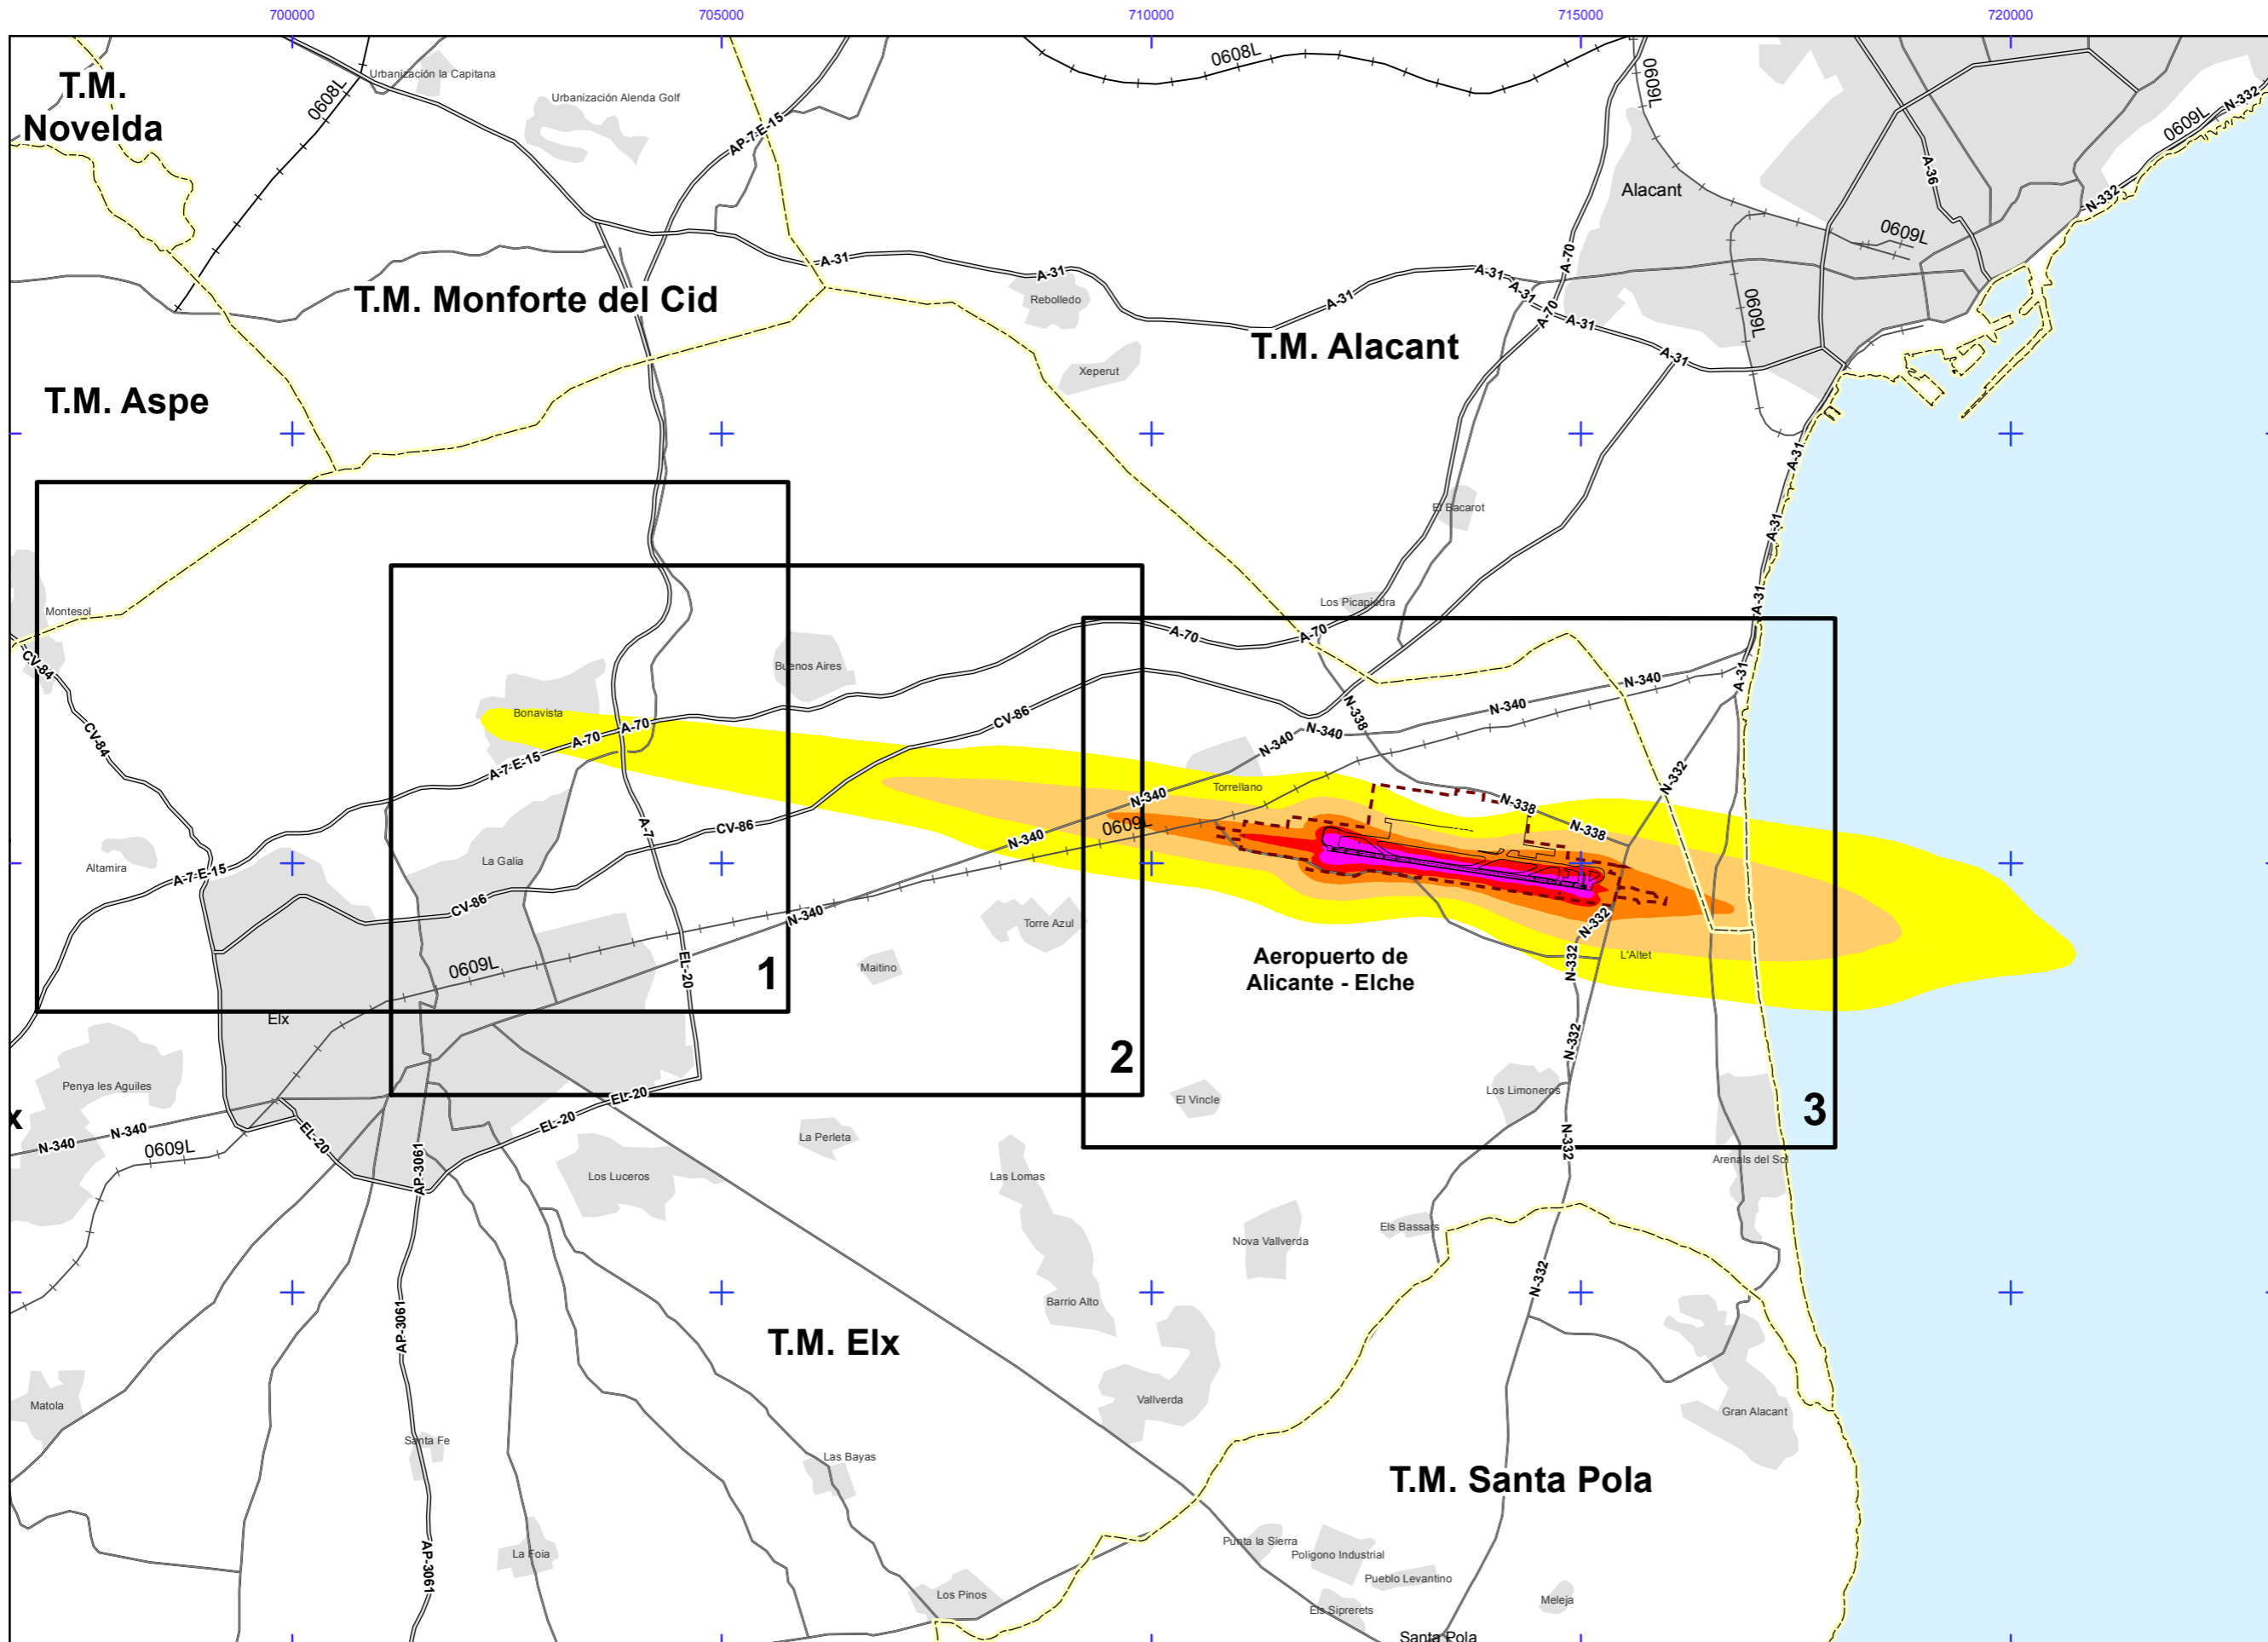 700000
705000
710000
715000
720000
T.M.
Novelda
0608L
Urbanización la Capitana
Urbanización Alenda Golf
AP-7-E-15
0608L
0609L
Alacant
A-36
0609L
N-332
N-332
0609L
0609L
A-70
A-31
A-31
Rebolledo
A-31
A-31
A-31
A-70
A-31
A-31
T.M. Monforte del Cid
T.M. Alacant
Xeperut
T.M. Aspe
El Bacarot
A-31
A-31
A-31
A-31
Montesol
CV-84
CV-84
Los Picapiedra
A-70
A-70
Buenos Aires
Bonavista
A-70
A-70
A-7-E-15
CV-86
N-338
N-340
N-340
N-340
N-340
N-332
Torrellano
N-340
0609L
N-338
N-338
A-7
CV-86
N-340
Altamira
A-7-E-15
La Galia
CV-86
N-340
Torre Azul
Maitino
0609L
EL-20
1
Elx
Aeropuerto de
Alicante - Elche
N-332
N-332
L'Altet
N-332
2
3
Penya les Aguiles
x
N-340
N-340
0609L
EL-20
EL-20
EL-20
AP-3061
La Perleta
El Vincle
Los Limoneros
N-332
Arenals del Sol
Los Luceros
Las Lomas
Nova Vallverda
Els Bassars
N-332
Barrio Alto
AP-3061
T.M. Elx
Matola
Vallverda
Gran Alacant
Santa Fe
Las Bayas
T.M. Santa Pola
La Foia
AP-3061
Los Pinos
Punta la Sierra
Poligono Industrial
Pueblo Levantino
Els Siprerets
Meleja
Santa Pola